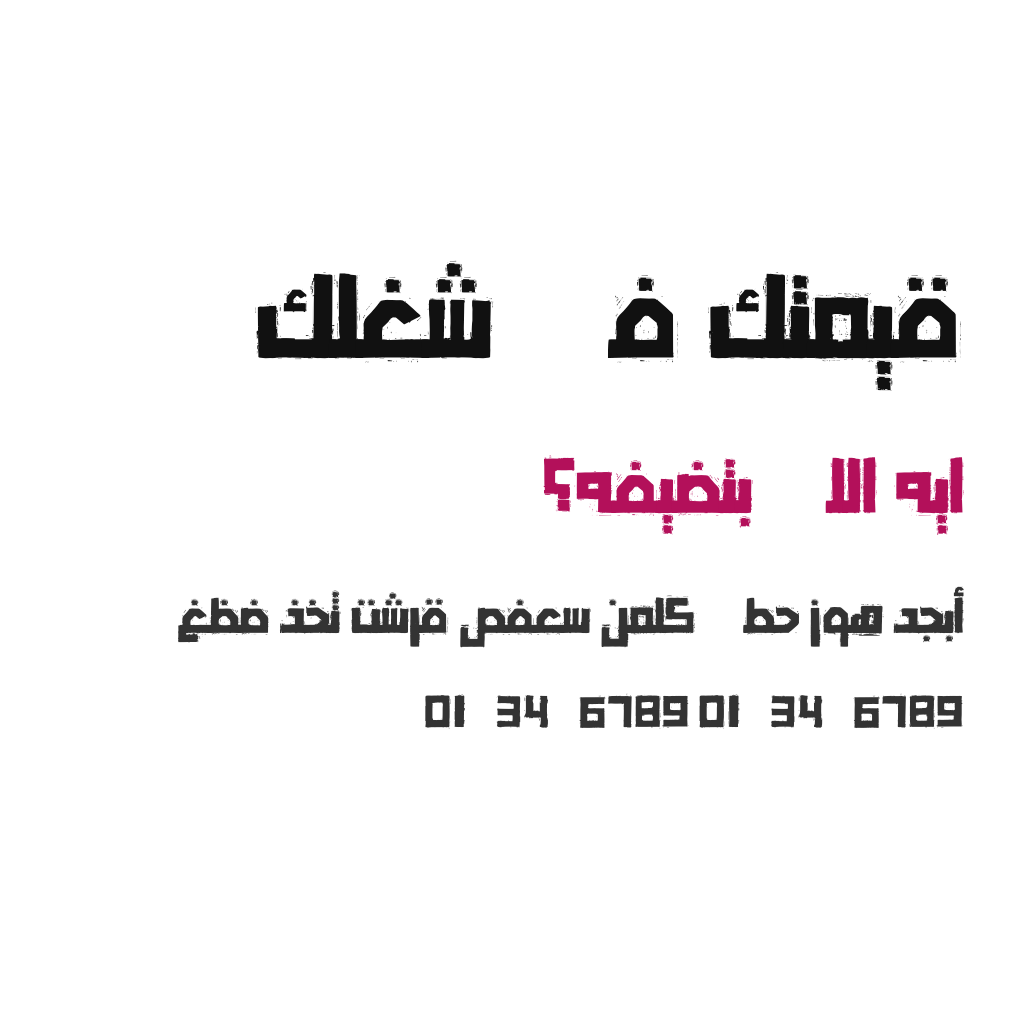 قيمتك فـ شغلك
ايه الا بتضيفه؟
أبجد هوز حط كلمن سعفص قرشت ثخذ ضظغ
01 34 6789 01 34 6789